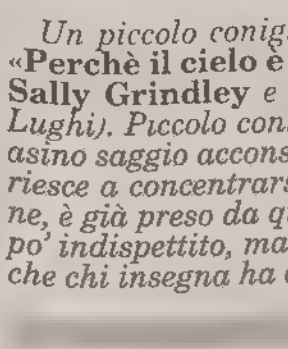 Un piccolo conig
«Perchè il cielo è
Sally Grindley e
Lughi). Piccolo con
asino saggio accons
riesce a concentrars
ne, è già preso da q
po' indispettito, ma
che chi insegna ha